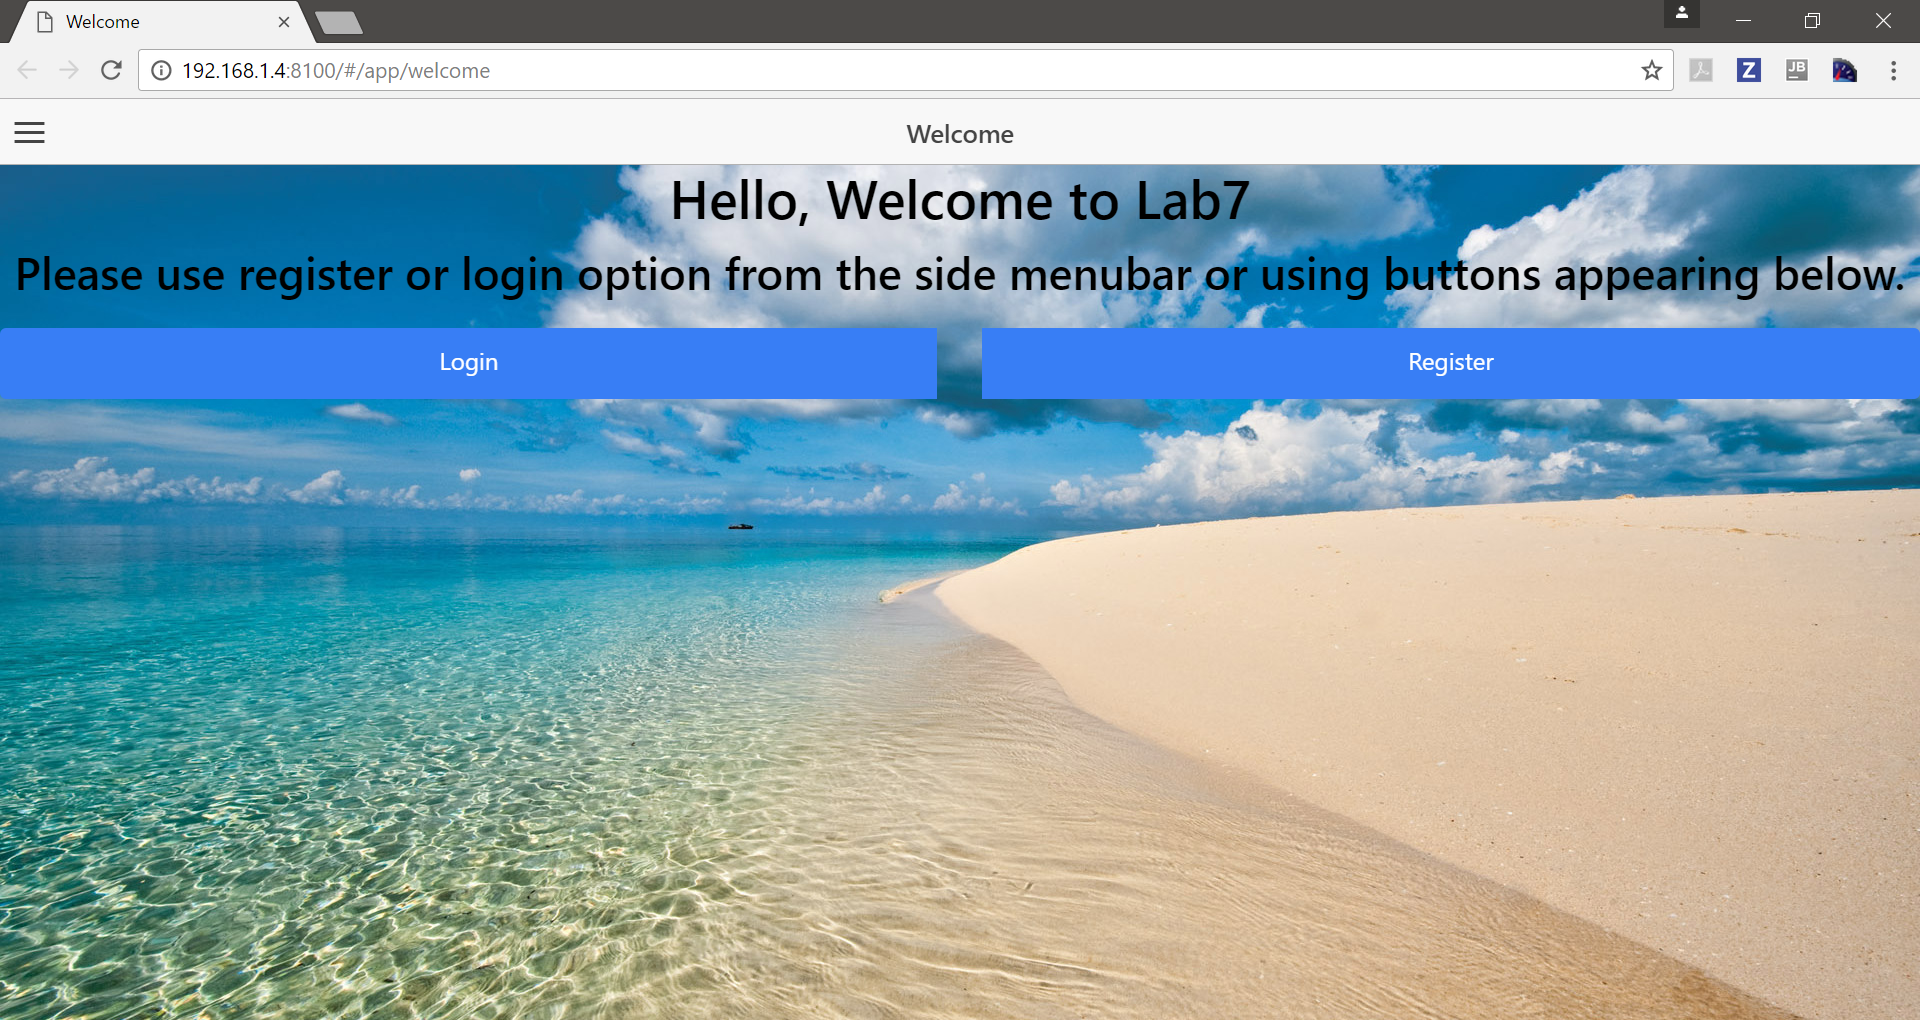 Welcome
192.168.1.4:8100/#/app/welcome
Z
JB
Welcome
Hello, Welcome to Lab7
Please use register or login option from the side menubar or using buttons appearing below.
Login
Register